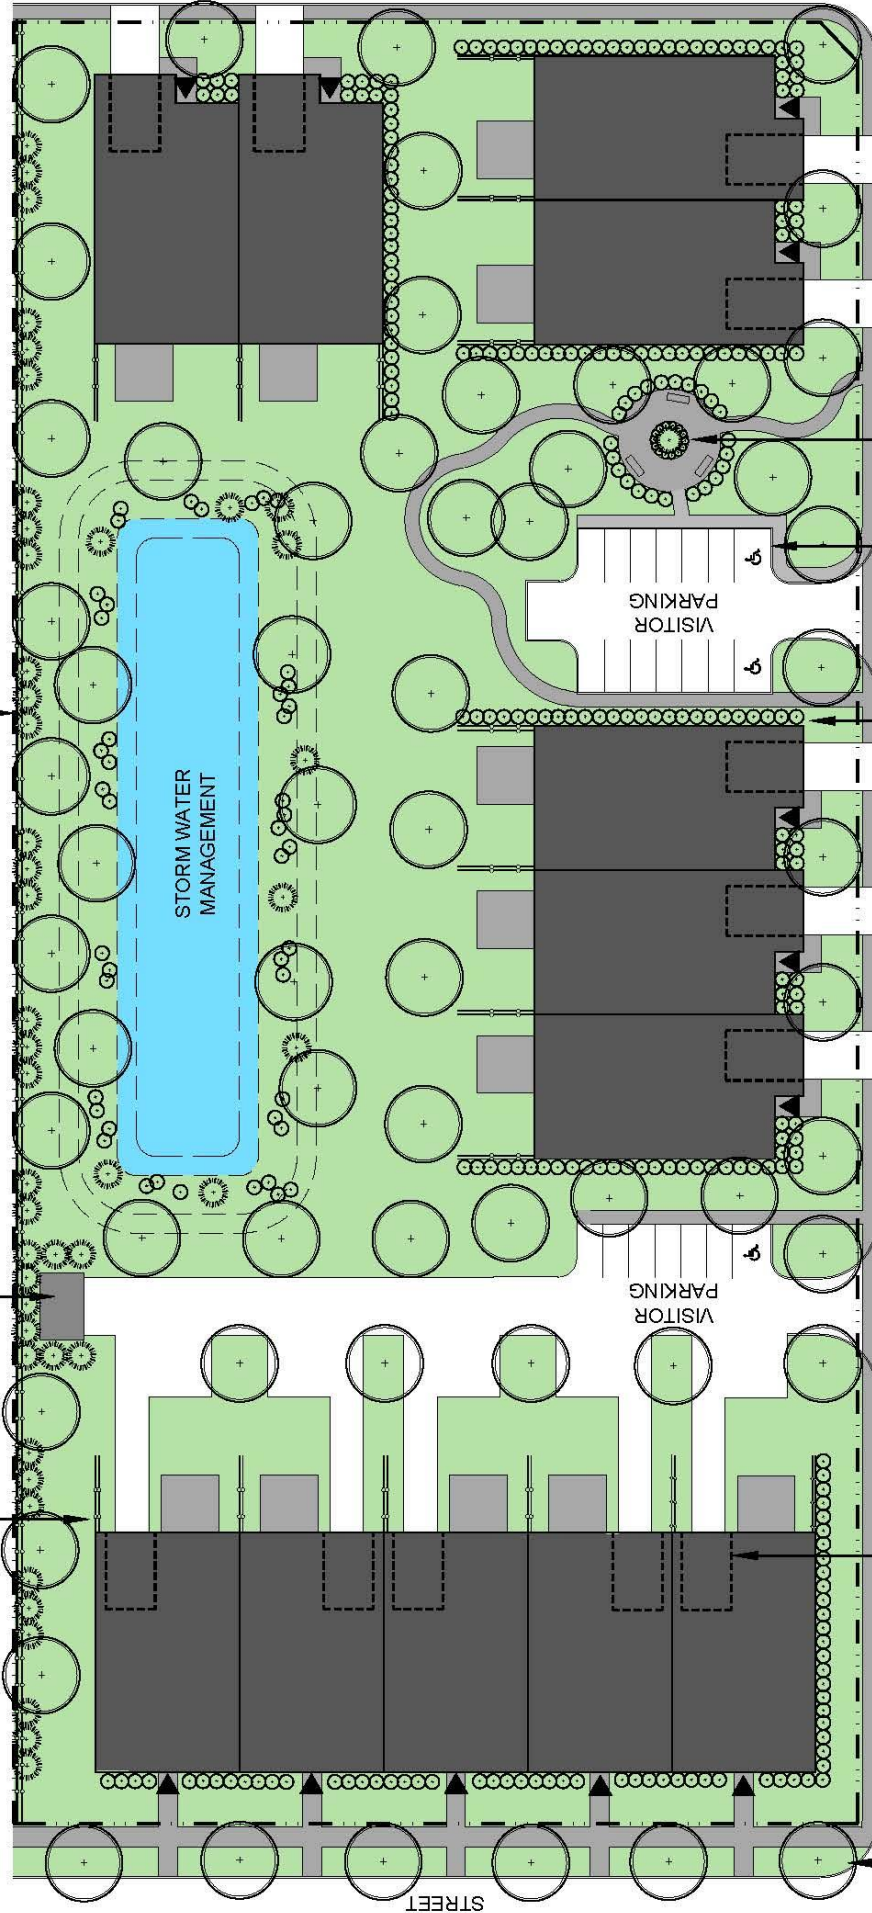 VISITOR
PARKING
STORM WATER
MANAGEMENT
VISITOR
PARKING
STREET